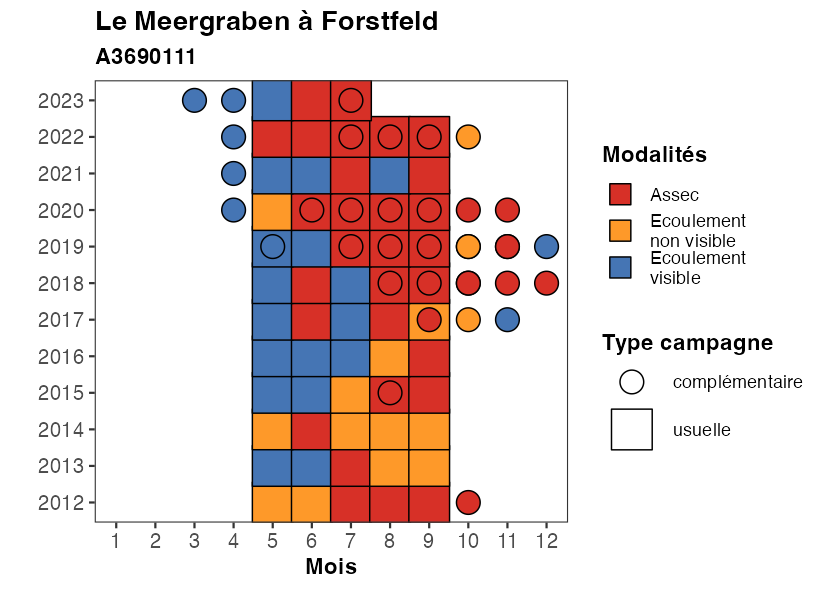 Le Meergraben à Forstfeld
A3690111
2023
2022
2021
2020
2019
2018
2017
2016
2015
2014
2013
2012
1 2 3 4 5 6 7 8 9 10 11 12
Mois
Modalités
Assec
Ecoulement
non visible
Ecoulement
visible
Type campagne
complémentaire
usuelle